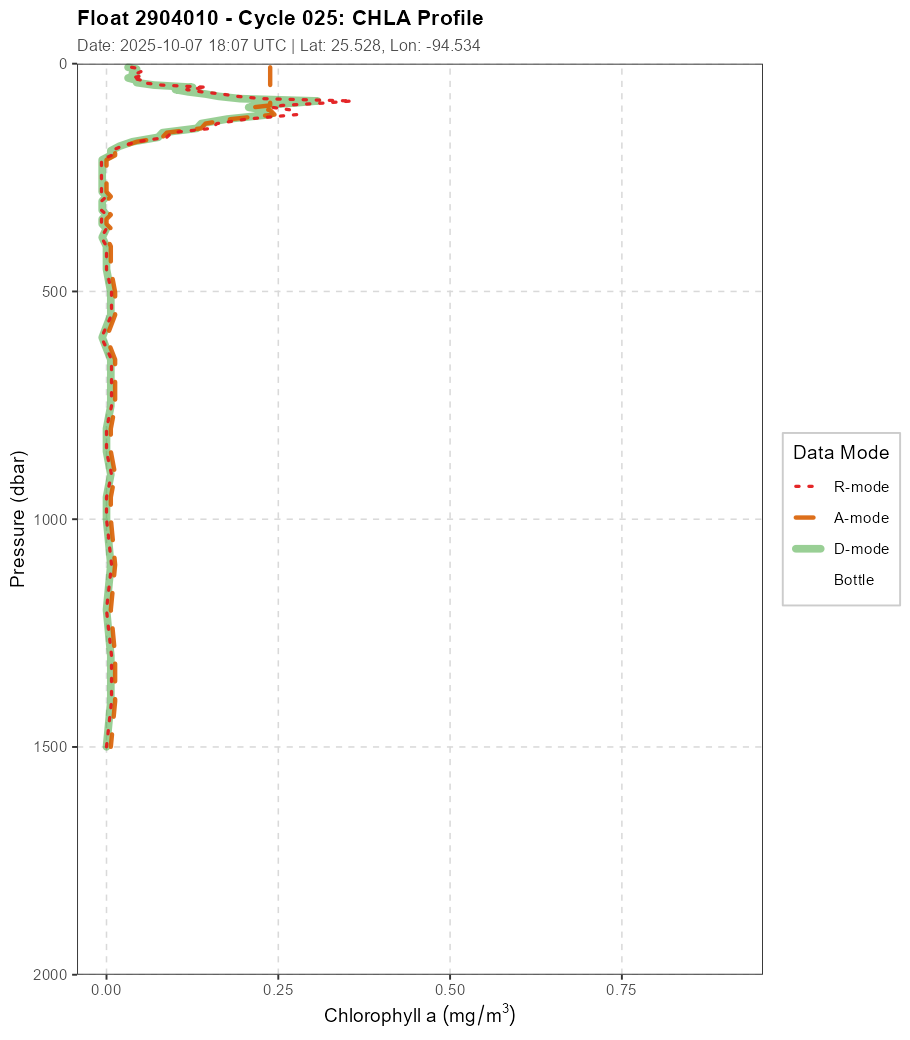 Float 2904010 - Cycle 025: CHLA Profile
Date: 2025-10-07 18:07 UTC | Lat: 25.528, Lon: -94.534
0
500
1000
1500
2000
Pressure (dbar)
0.00 0.25 0.50 0.75
Chlorophyll a (mg/m³)
Data Mode
R-mode
A-mode
D-mode
Bottle